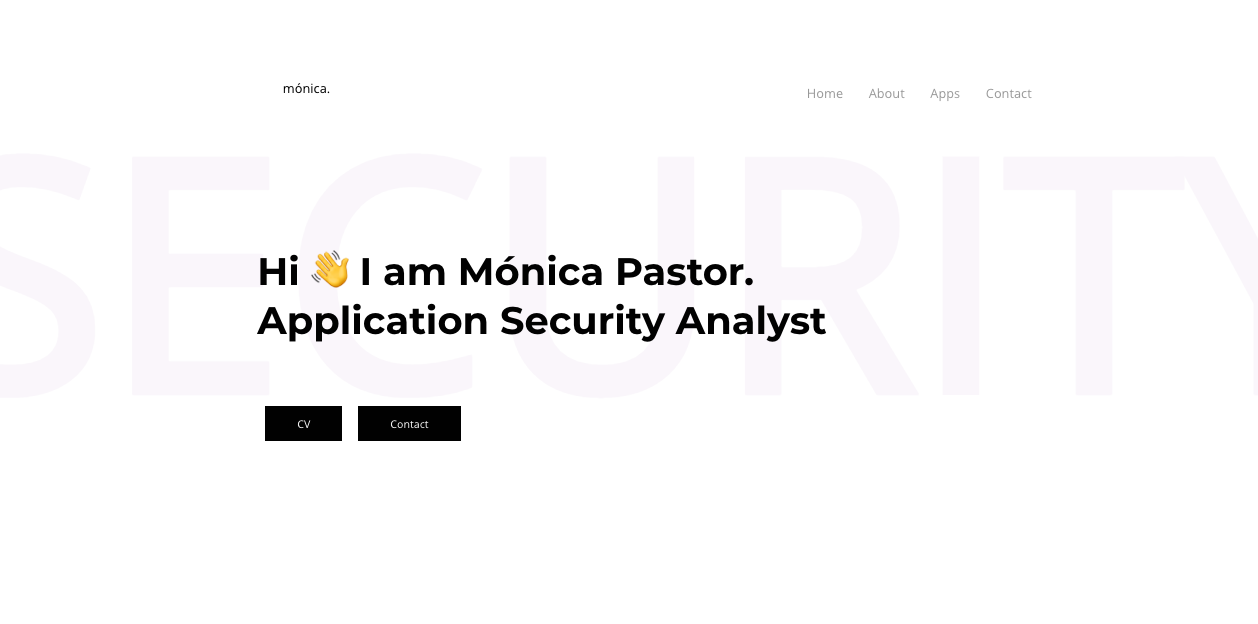 mónica.
Home About Apps Contact
SECURITY
Hi 👋 I am Mónica Pastor.
Application Security Analyst
CV Contact